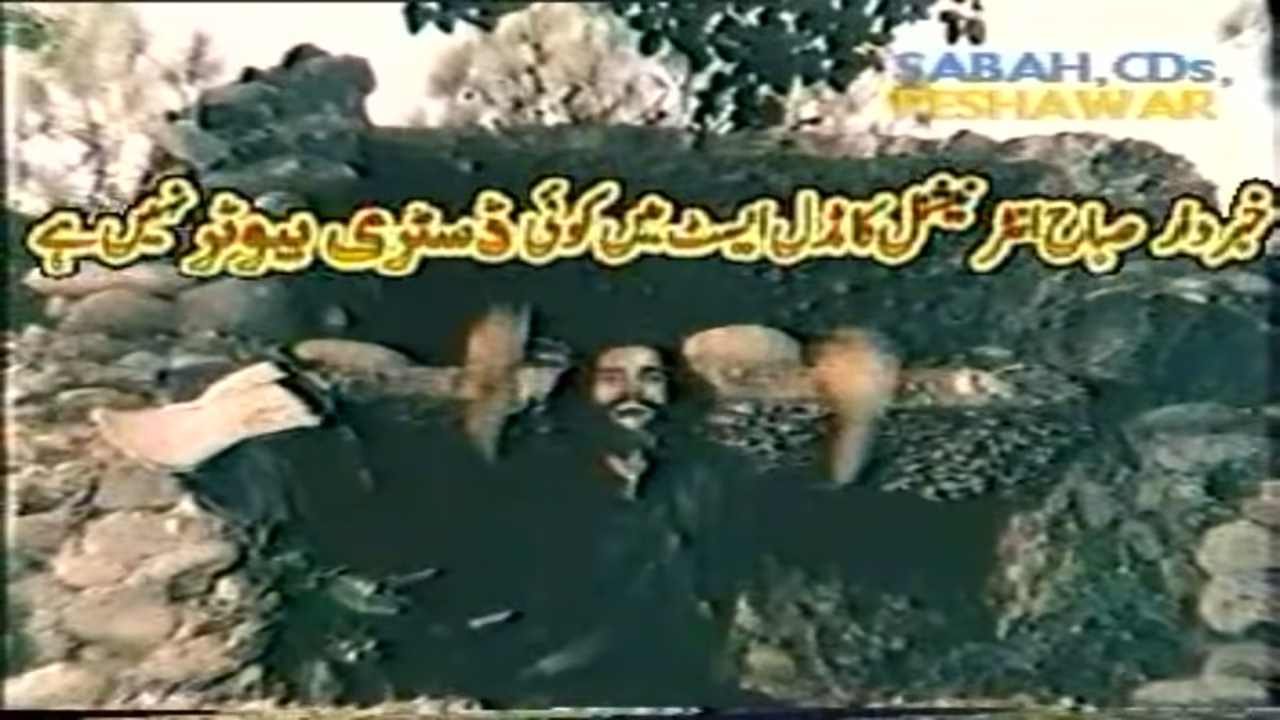 SABAH, CDs,
PESHAWAR
خبردار صباح انٹر نیشنل کا مڈل ایسٹ میں کوئی ڈسٹری بیوٹر نہیں ہے